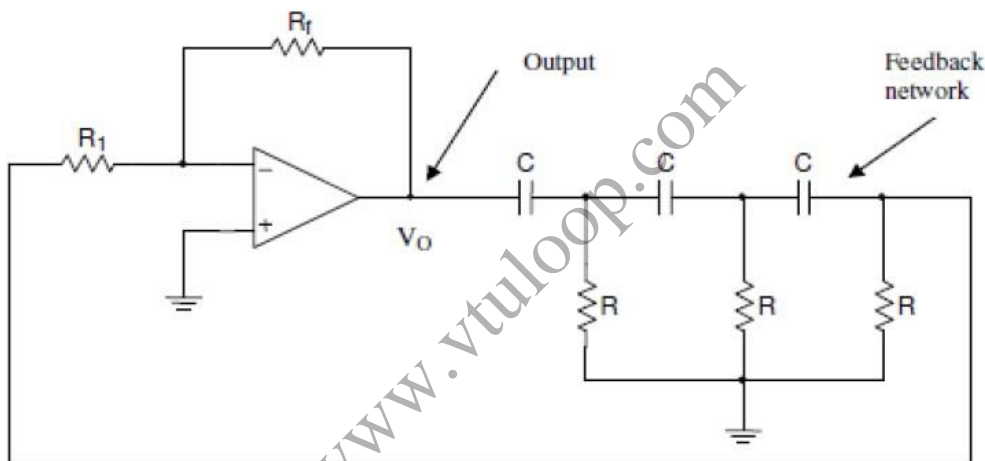 Rf
Output
Feedback
network
R1
C
C
C
−
+
VO
R
R
R
www.vtuloop.com